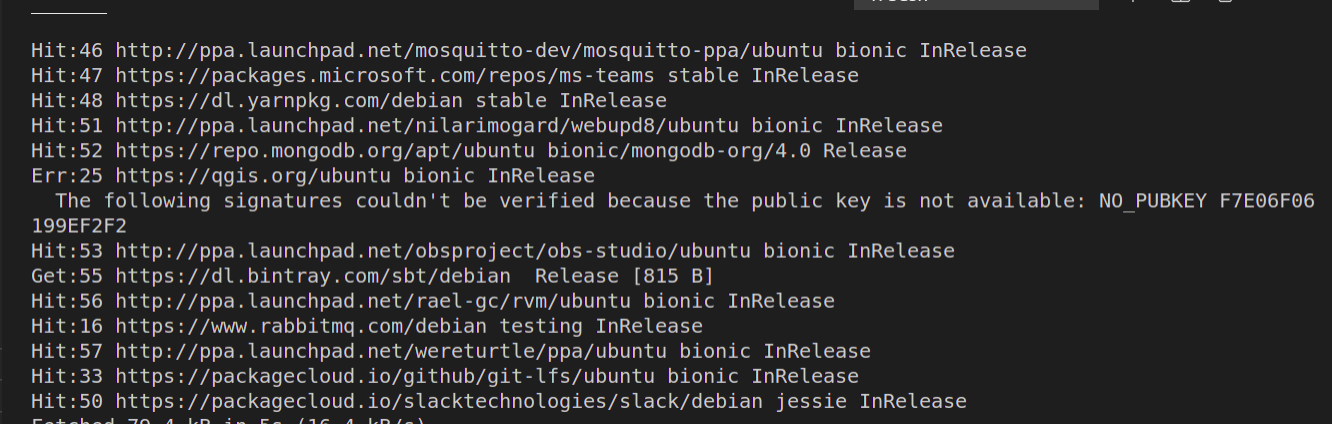 Hit:46 http://ppa.launchpad.net/mosquitto-dev/mosquitto-ppa/ubuntu bionic InRelease
Hit:47 https://packages.microsoft.com/repos/ms-teams stable InRelease
Hit:48 https://dl.yarnpkg.com/debian stable InRelease
Hit:51 http://ppa.launchpad.net/nilarimogard/webupd8/ubuntu bionic InRelease
Hit:52 https://repo.mongodb.org/apt/ubuntu bionic/mongodb-org/4.0 Release
Err:25 https://qgis.org/ubuntu bionic InRelease
  The following signatures couldn't be verified because the public key is not available: NO_PUBKEY F7E06F06
199EF2F2
Hit:53 http://ppa.launchpad.net/obsproject/obs-studio/ubuntu bionic InRelease
Get:55 https://dl.bintray.com/sbt/debian  Release [815 B]
Hit:56 http://ppa.launchpad.net/rael-gc/rvm/ubuntu bionic InRelease
Hit:16 https://www.rabbitmq.com/debian testing InRelease
Hit:57 http://ppa.launchpad.net/wereturtle/ppa/ubuntu bionic InRelease
Hit:33 https://packagecloud.io/github/git-lfs/ubuntu bionic InRelease
Hit:50 https://packagecloud.io/slacktechnologies/slack/debian jessie InRelease